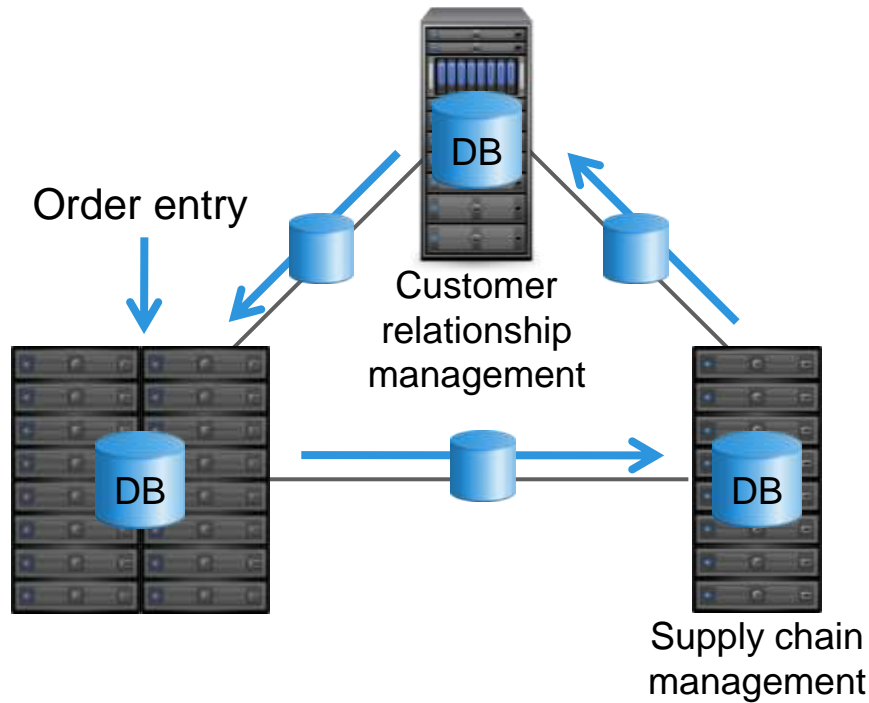 DB
Order entry
Customer
relationship
management
DB
DB
Supply chain
management